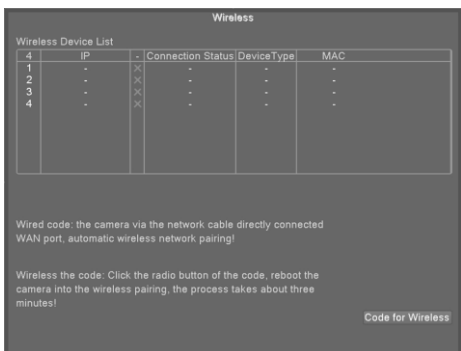 Wireless
Wireless Device List
4 IP - Connection Status DeviceType MAC
1 - × - - -
2 - × - - -
3 - × - - -
4 - × - - -
Wired code: the camera via the network cable directly connected
WAN port, automatic wireless network pairing!
Wireless the code: Click the radio button of the code, reboot the
camera into the wireless pairing, the process takes about three
minutes!
Code for Wireless